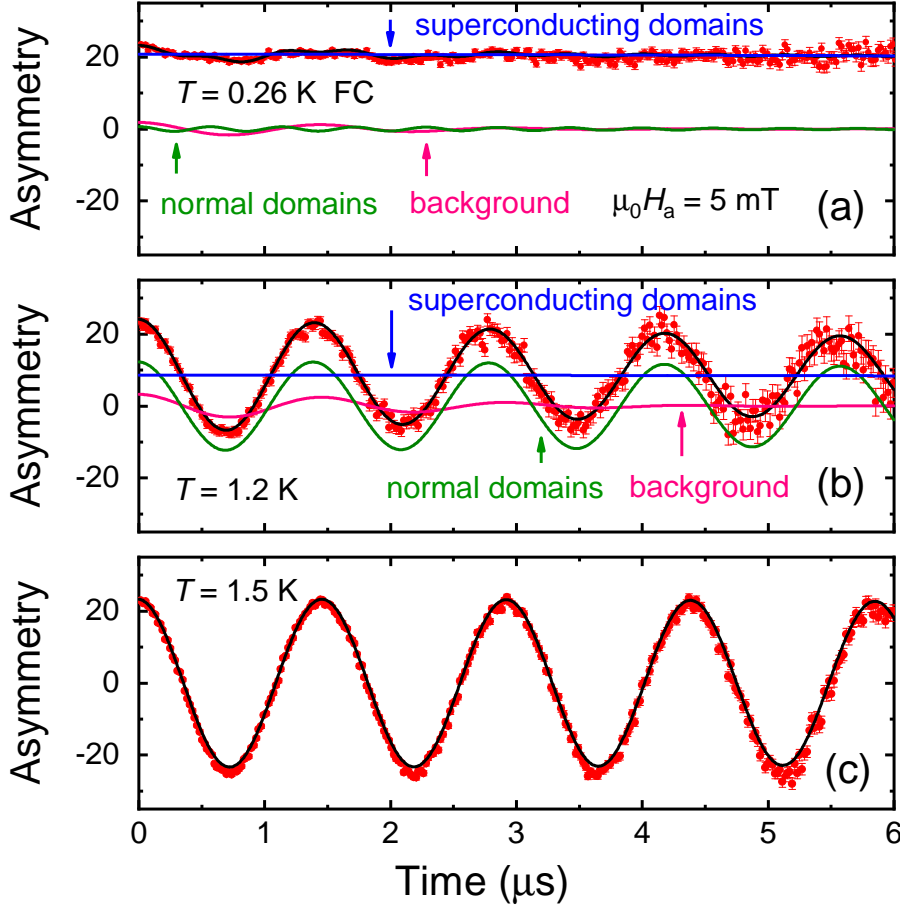 superconducting domains
20
T = 0.26 K FC
0
-20
normal domains
background
μ0Ha = 5 mT
(a)
Asymmetry
superconducting domains
20
0
-20
T = 1.2 K
normal domains
background
(b)
Asymmetry
T = 1.5 K
20
0
-20
(c)
Asymmetry
0 1 2 3 4 5 6
Time (μs)